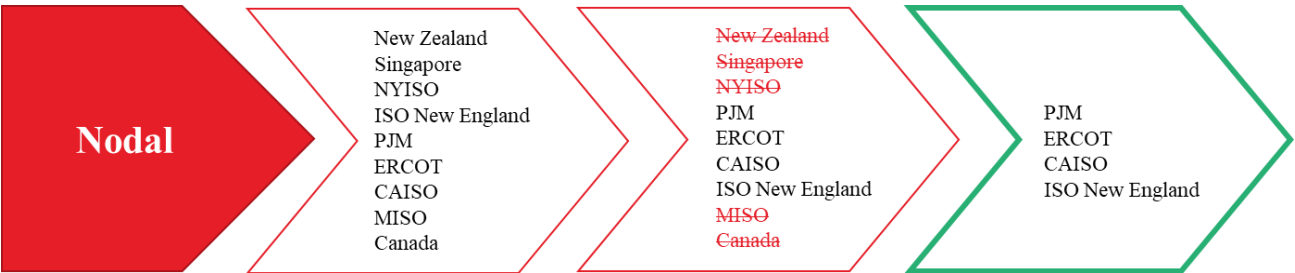 Nodal
New Zealand
Singapore
NYISO
ISO New England
PJM
ERCOT
CAISO
MISO
Canada
New Zealand
Singapore
NYISO
PJM
ERCOT
CAISO
ISO New England
MISO
Canada
PJM
ERCOT
CAISO
ISO New England